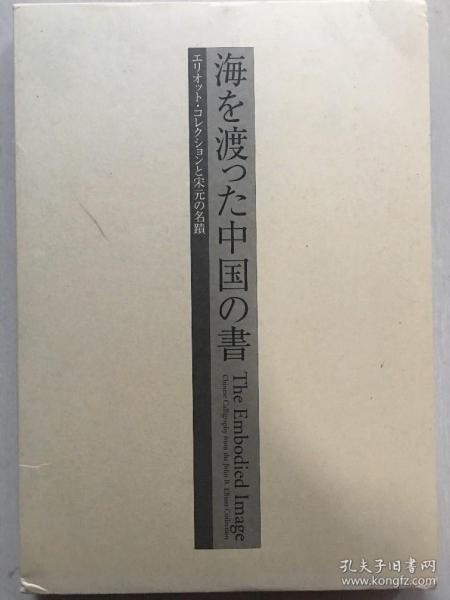 海を渡った中国の書
エリオット・コレクションと宋元の名蹟
The Embodied Image
Chinese Calligraphy from the John B. Elliott Collection
孔夫子旧书网
www.kongfz.com